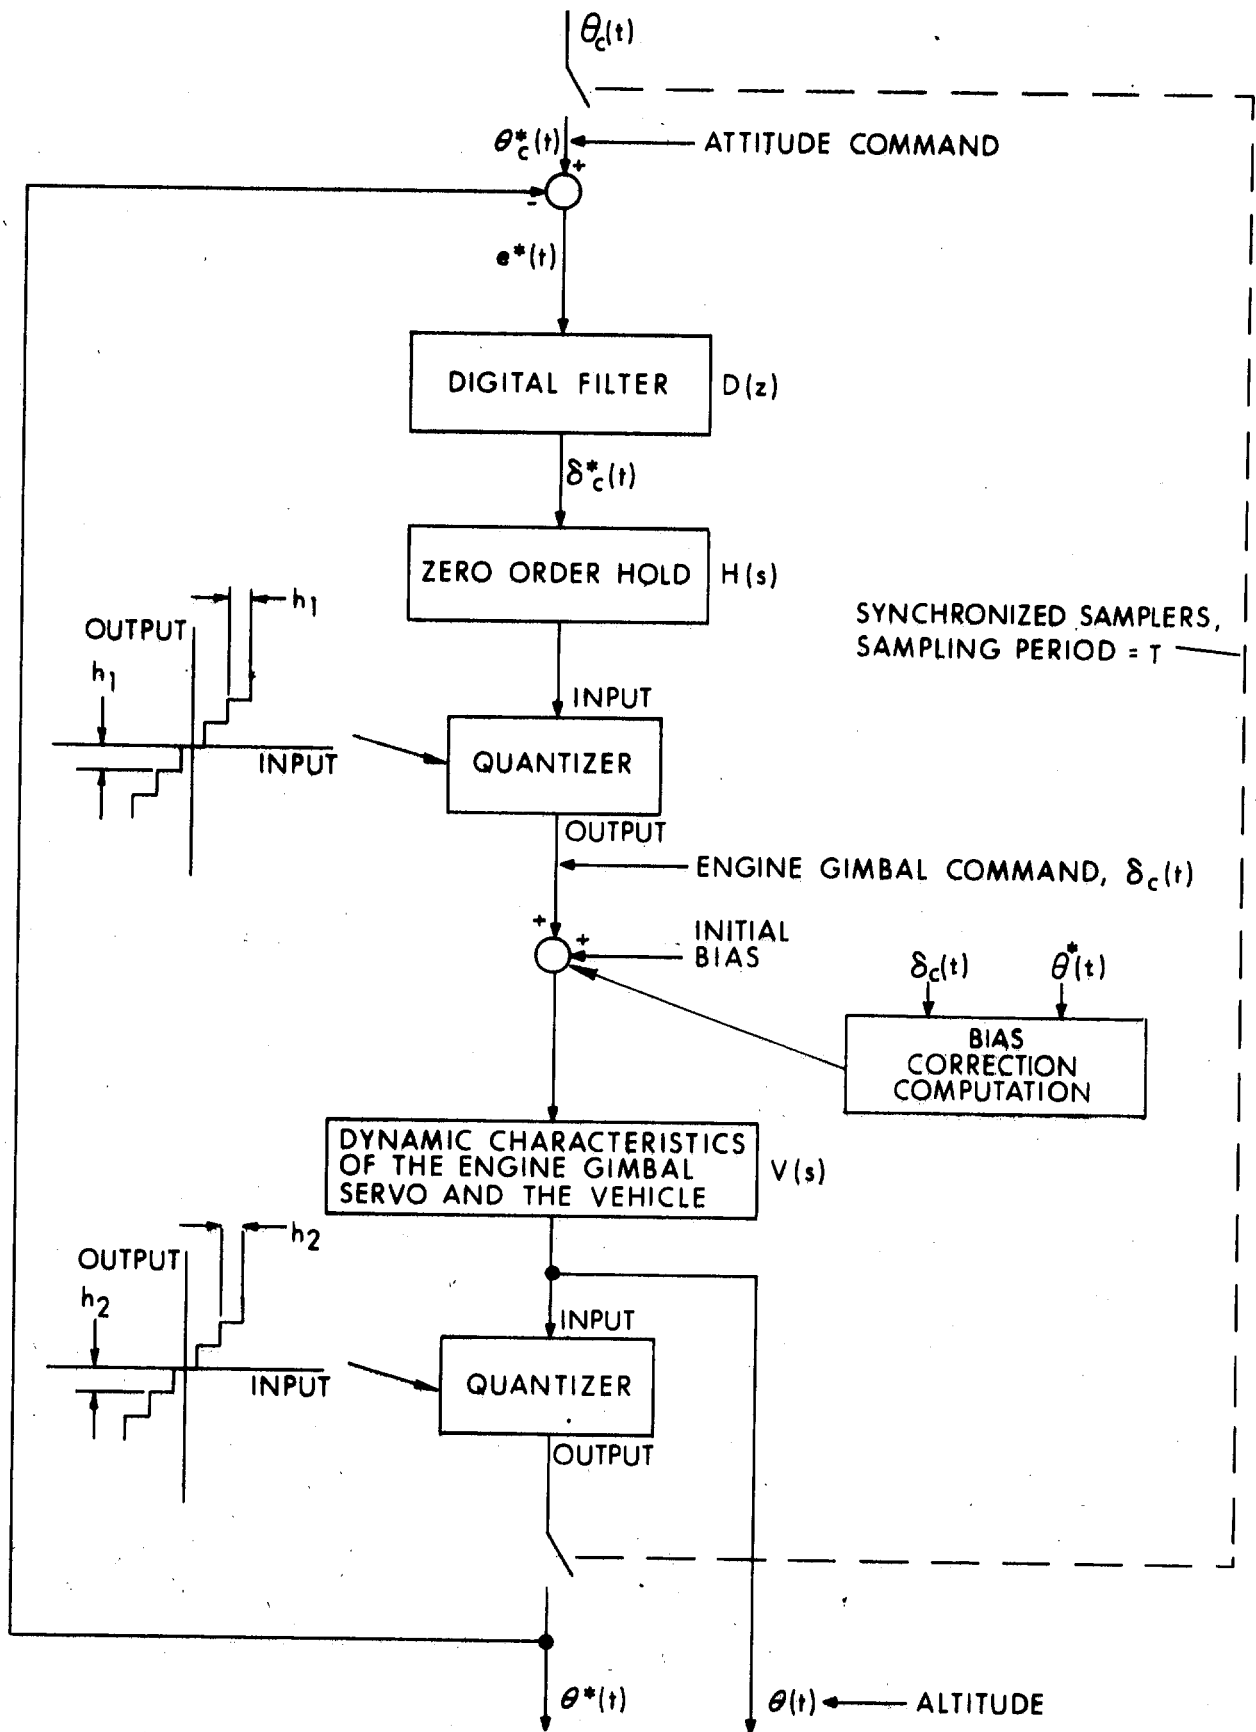 θc(t)
θ*c(t)
ATTITUDE COMMAND
+
-
e*(t)
DIGITAL FILTER
D(z)
δ*c(t)
ZERO ORDER HOLD
H(s)
h1
OUTPUT
h1
INPUT
SYNCHRONIZED SAMPLERS,
SAMPLING PERIOD = T
INPUT
QUANTIZER
OUTPUT
ENGINE GIMBAL COMMAND, δc(t)
+
+
INITIAL
BIAS
δc(t)
θ*(t)
BIAS
CORRECTION
COMPUTATION
DYNAMIC CHARACTERISTICS
OF THE ENGINE GIMBAL
SERVO AND THE VEHICLE
V(s)
h2
OUTPUT
h2
INPUT
INPUT
QUANTIZER
OUTPUT
θ*(t)
θ(t)
ALTITUDE